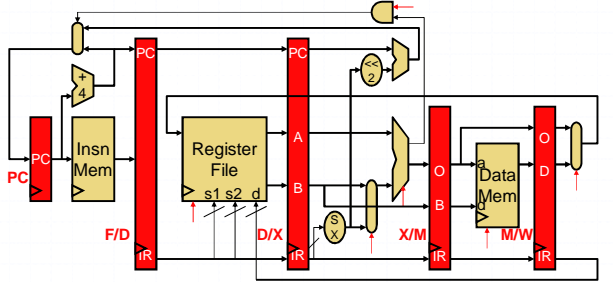 PC
PC
<<
2
+
4
PC
Insn
Mem
Register
File
A
B
O
a
Data
Mem
O
D
S
X
B
d
PC
s1 s2 d
F/D
D/X
X/M
M/W
IR
IR
IR
IR